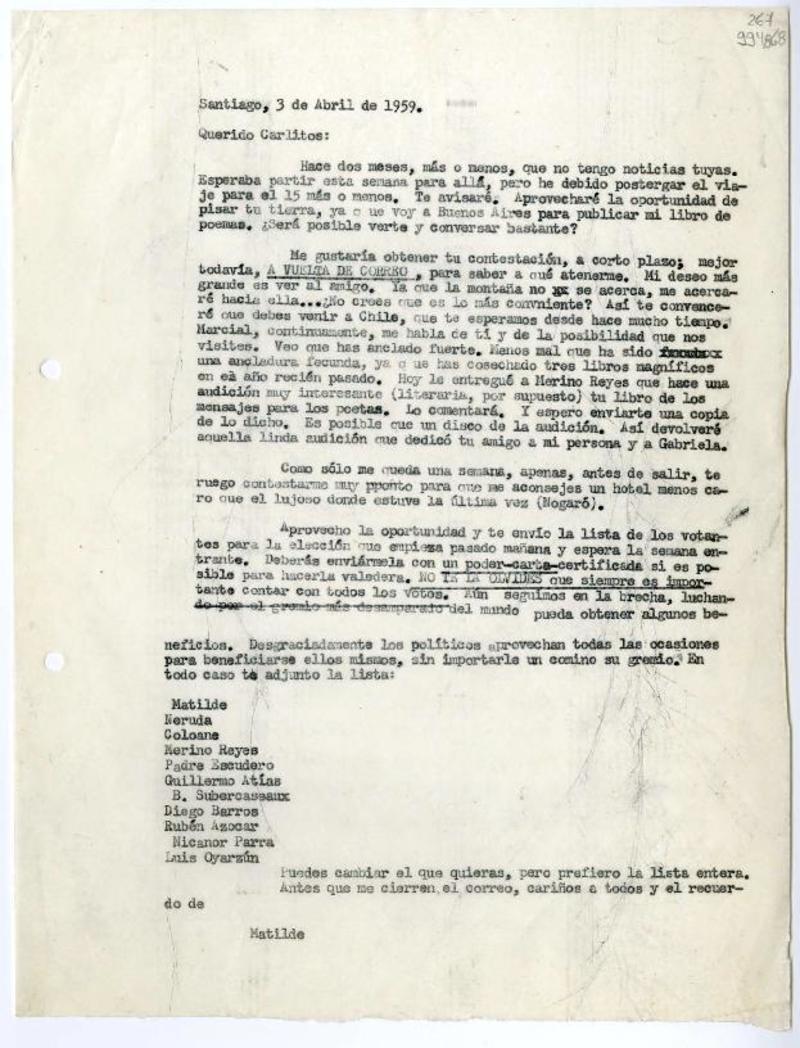 267
Santiago, 3 de Abril de 1959.
Querido Carlitos:
Hace dos meses, más o menos, que no tengo noticias tuyas.
Esperaba partir esta semana para allá, pero he debido postergar el via-
je para el 15 más o menos. Te avisaré. Aprovecharé la oportunidad de
pisar tu tierra, ya que voy a Buenos Aires para publicar mi libro de
poemas. ¿Será posible verte y conversar bastante?
Me gustaría obtener tu contestación, a corto plazo; mejor
todavía, A VUELTA DE CORREO, para saber a qué atenerme. Mi deseo más
grande es ver al amigo. Ya que la montaña no xx se acerca, me acerca-
ré hacia ella...¿No crees que es lo más convniente? Así te convence-
ré que debes venir a Chile, que te esperamos desde hace mucho tiempo.
Marcial, continuamente, me habla de ti y de la posibilidad que nos
visites. Veo que has anclado fuerte. Menos mal que ha sido
una ancladura fecunda, ya que has cosechado tres libros magníficos
en el año recién pasado. Hoy le entregué a Merino Reyes que hace una
audición muy interesante (literaria, por supuesto) tu libro de los
mensajes para los poetas. Lo comentará. Y espero enviarte una copia
de lo dicho. Es posible que un disco de la audición. Así devolveré
aquella linda audición que dedicó tu amigo a mi persona y a Gabriela.
Como sólo me queda una semana, apenas, antes de salir, te
ruego contestarme muy pronto para que me aconsejes un hotel menos ca-
ro que el lujoso donde estuve la última vez (Nogaró).
Aprovecho la oportunidad y te envío la lista de los votan-
tes para la elección que empieza pasado mañana y espera la semana en-
trante. Deberás enviármela con un poder-carta-certificada si es po-
sible para hacerla valedera. NO TE LA OLVIDES que siempre es impor-
tante contar con todos los votos. Aún seguimos en la brecha, luchan-
do por el gremio más desamparado del mundo pueda obtener algunos be-
neficios. Desgraciadamente los políticos aprovechan todas las ocasiones
para beneficiarse ellos mismos, sin importarle un comino su gremio. En
todo caso te adjunto la lista:
Matilde
Neruda
Coloane
Merino Reyes
Padre Escudero
Guillermo Atías
B. Subercaseaux
Diego Barros
Rubén Azocar
Nicanor Parra
Luis Oyarzún
Puedes cambiar el que quieras, pero prefiero la lista entera.
Antes que me cierren el correo, cariños a todos y el recuer-
do de
Matilde